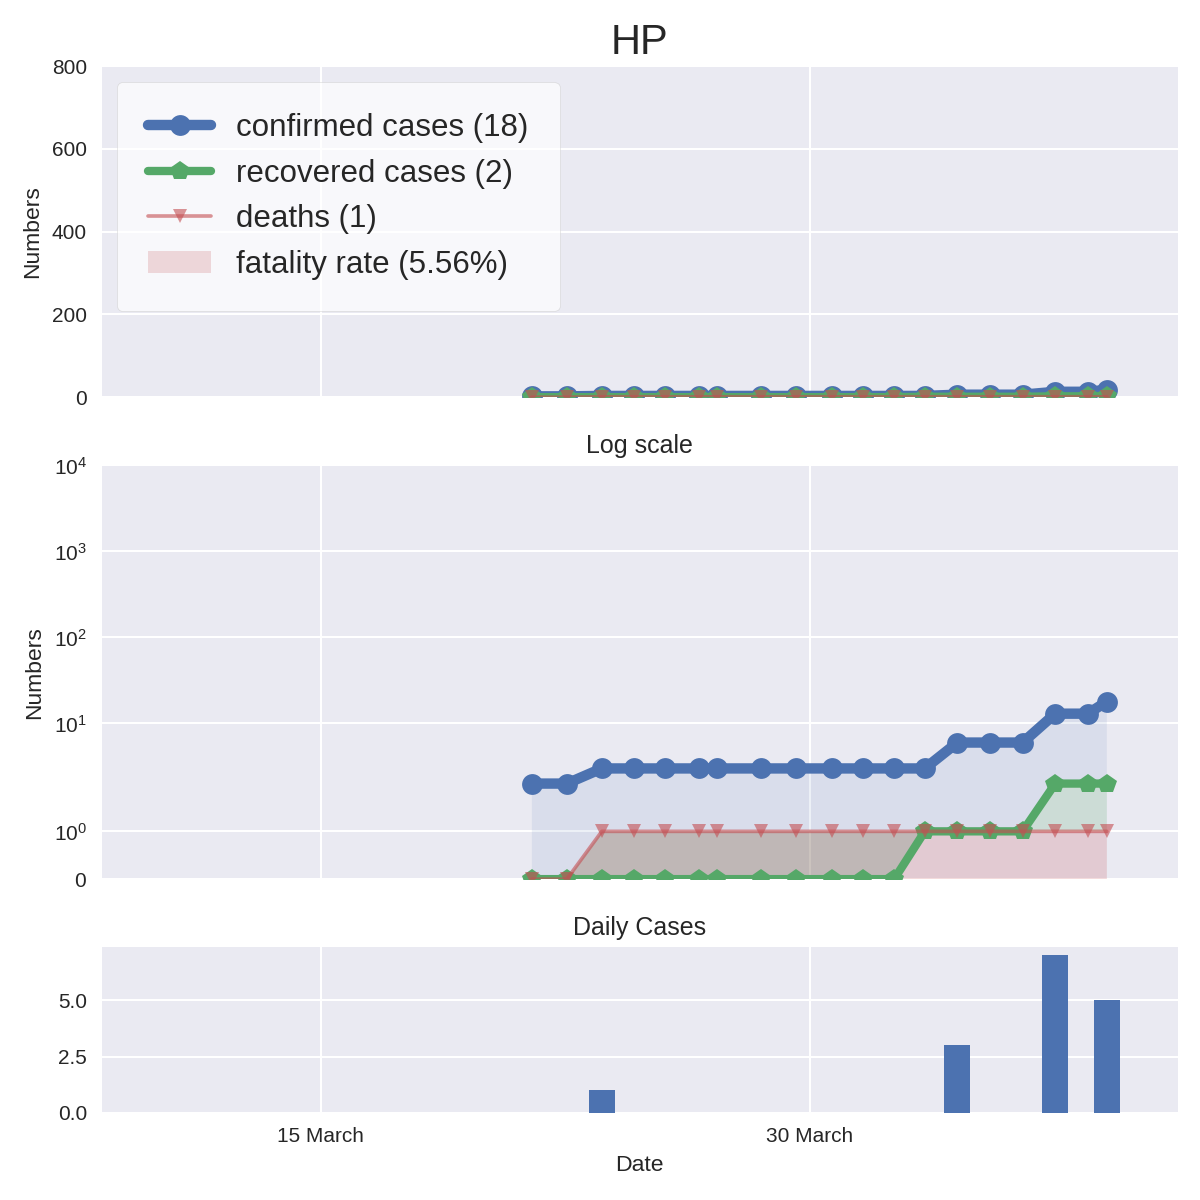 HP
800
600
400
200
0
Numbers
confirmed cases (18)
recovered cases (2)
deaths (1)
fatality rate (5.56%)
Log scale
10⁴
10³
10²
10¹
10⁰
0
Numbers
Daily Cases
5.0
2.5
0.0
15 March
30 March
Date